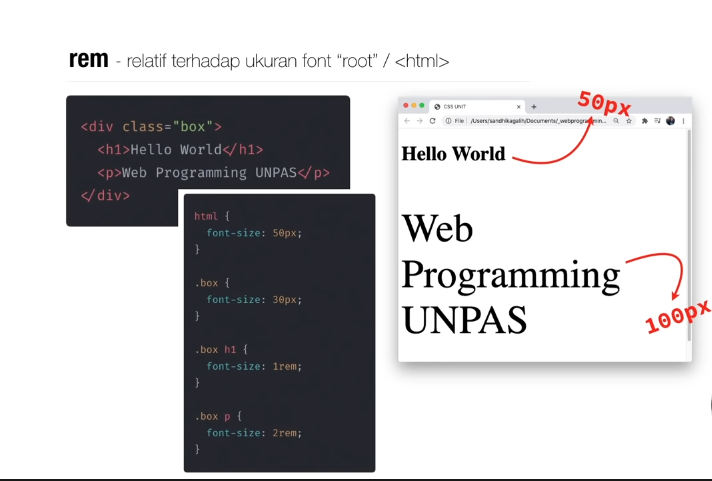 rem - relatif terhadap ukuran font “root” / <html>
<div class="box">
<h1>Hello World</h1>
<p>Web Programming UNPAS</p>
</div>
html {
font-size: 50px;
}
.box {
font-size: 30px;
}
.box h1 {
font-size: 1rem;
}
.box p {
font-size: 2rem;
}
CSS UNIT
File | /Users/sandhikagalih/Documents/_webprogrammin...
50px
Hello World
Web
Programming
UNPAS
100px